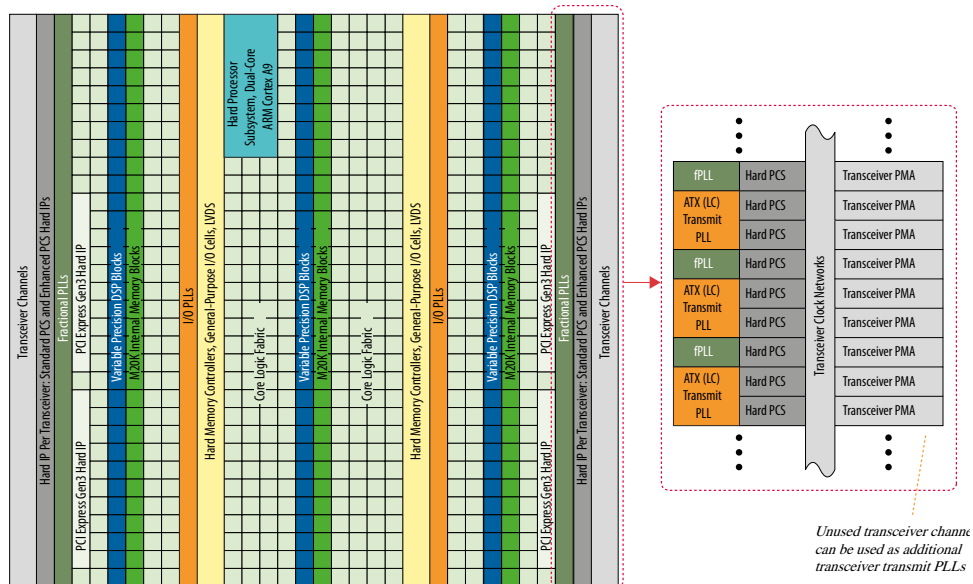 Transceiver Channels
Hard IP Per Transceiver: Standard PCS and Enhanced PCS Hard IPs
Fractional PLLs
PCI Express Gen3 Hard IP
PCI Express Gen3 Hard IP
Variable Precision DSP Blocks
M20K Internal Memory Blocks
I/O PLLs
Hard Memory Controllers, General-Purpose I/O Cells, LVDS
Hard Processor
Subsystem, Dual-Core
ARM Cortex A9
Core Logic Fabric
Variable Precision DSP Blocks
M20K Internal Memory Blocks
Core Logic Fabric
Hard Memory Controllers, General-Purpose I/O Cells, LVDS
I/O PLLs
Variable Precision DSP Blocks
M20K Internal Memory Blocks
PCI Express Gen3 Hard IP
PCI Express Gen3 Hard IP
Fractional PLLs
Hard IP Per Transceiver: Standard PCS and Enhanced PCS Hard IPs
Transceiver Channels
fPLL
ATX (LC)
Transmit
PLL
fPLL
ATX (LC)
Transmit
PLL
fPLL
ATX (LC)
Transmit
PLL
Hard PCS
Hard PCS
Hard PCS
Hard PCS
Hard PCS
Hard PCS
Hard PCS
Hard PCS
Hard PCS
Transceiver Clock Networks
Transceiver PMA
Transceiver PMA
Transceiver PMA
Transceiver PMA
Transceiver PMA
Transceiver PMA
Transceiver PMA
Transceiver PMA
Transceiver PMA
Unused transceiver channe
can be used as additional
transceiver transmit PLLs